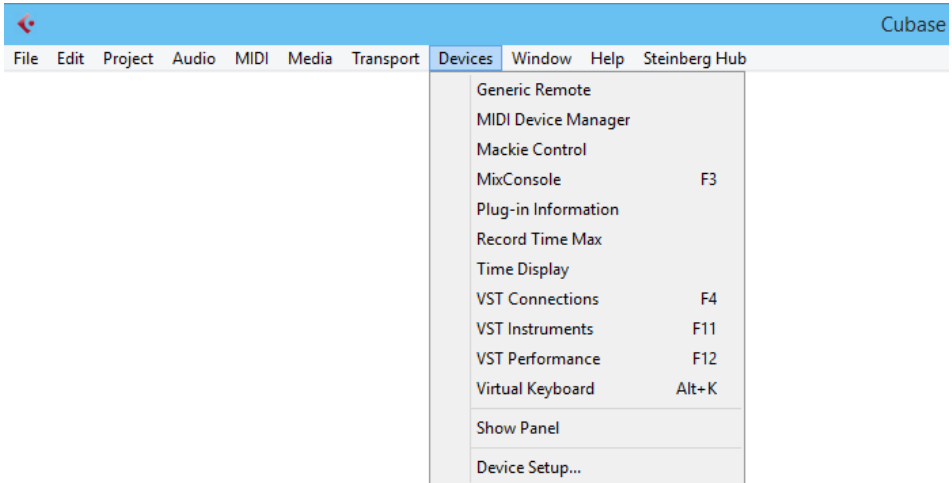 Cubase
File Edit Project Audio MIDI Media Transport Devices Window Help Steinberg Hub
Generic Remote
MIDI Device Manager
Mackie Control
MixConsole F3
Plug-in Information
Record Time Max
Time Display
VST Connections F4
VST Instruments F11
VST Performance F12
Virtual Keyboard Alt+K
Show Panel
Device Setup...